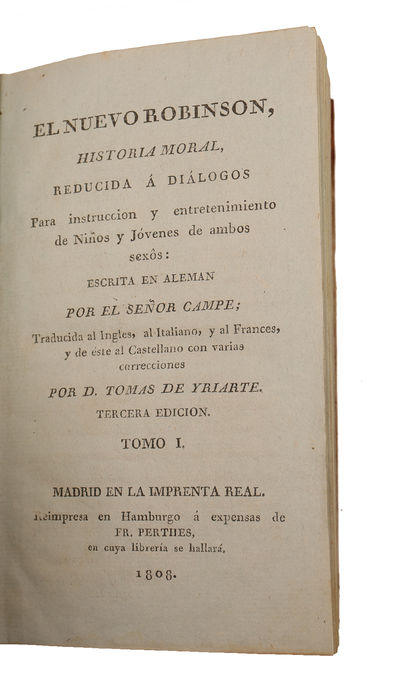 EL NUEVO ROBINSON,
HISTORIA MORAL,
REDUCIDA Á DIÁLOGOS
Para instruccion y entretenimiento
de Niños y Jóvenes de ambos
sexôs:
ESCRITA EN ALEMAN
POR EL SEÑOR CAMPE;
Traducida al Ingles, al Italiano, y al Frances,
y de éste al Castellano con varias
correcciones
POR D. TOMAS DE YRIARTE.
TERCERA EDICION.
TOMO I.
MADRID EN LA IMPRENTA REAL.
Reimpresa en Hamburgo á expensas de
FR. PERTHES,
en cuya librería se hallará.
1808.